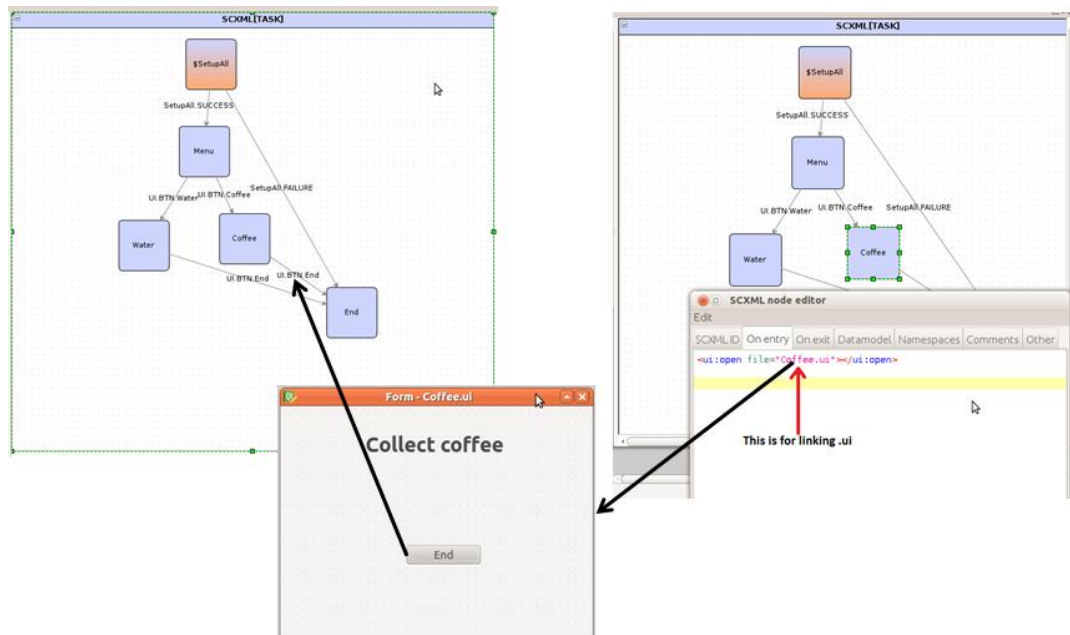 SCXML[TASK]
$SetupAll
SetupAll.SUCCESS
Menu
UI.BTN.Water
UI.BTN.Coffee
SetupAll.FAILURE
Water
Coffee
UI.BTN.End
UI.BTN.End
End
Form - Coffee.ui
Collect coffee
End
SCXML[TASK]
$SetupAll
SetupAll.SUCCESS
Menu
UI.BTN.Water
UI.BTN.Coffee
SetupAll.FAILURE
Water
Coffee
SCXML node editor
Edit
SCXML.ID On entry On exit Datamodel Namespaces Comments Other
<ui:open file="Coffee.ui"></ui:open>
This is for linking .ui